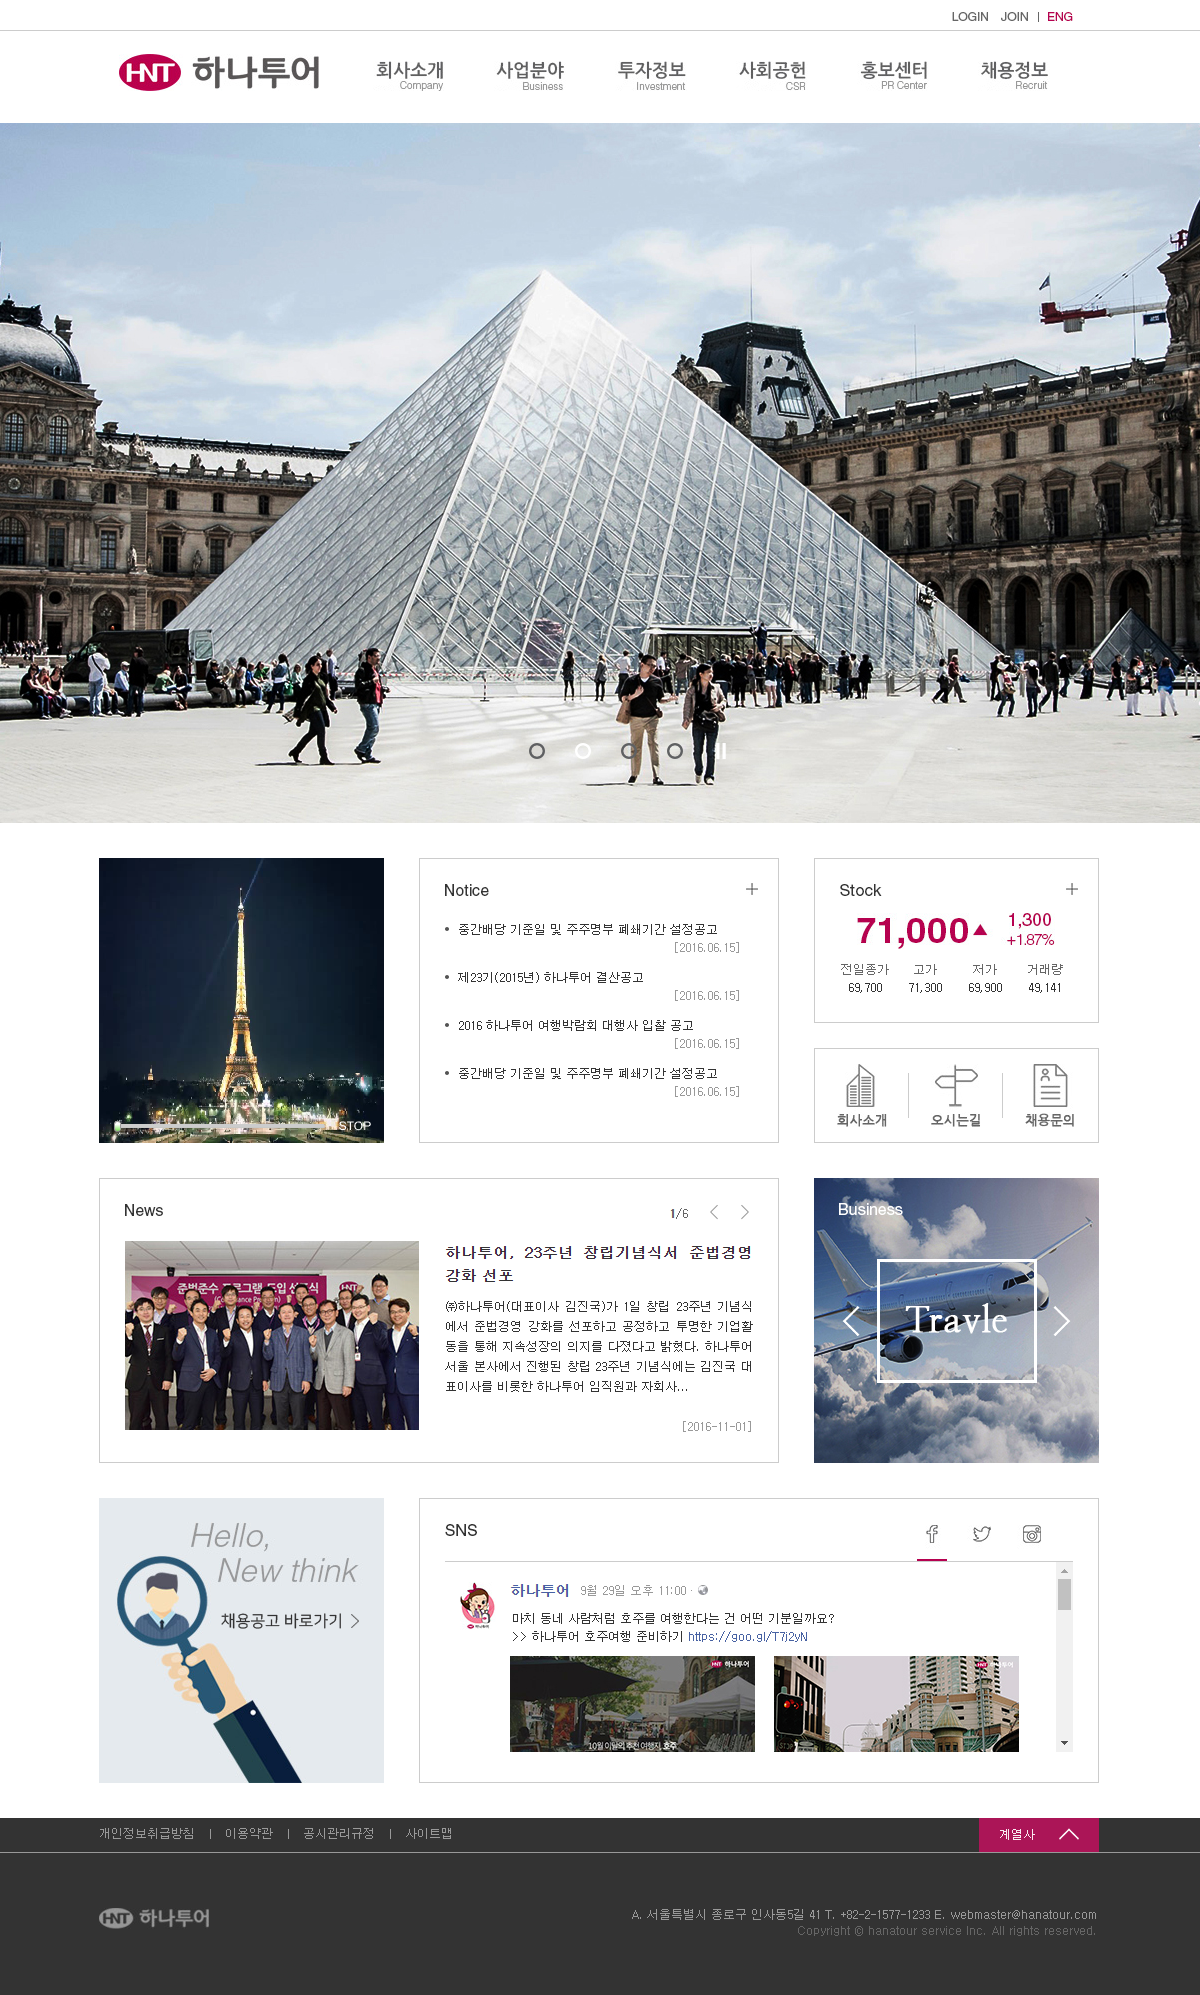 LOGIN JOIN | ENG
HNT 하나투어
회사소개 사업분야 투자정보 사회공헌 홍보센터 채용정보
Company Business Investment CSR PR Center Recruit
STOP
Notice
중간배당 기준일 및 주주명부 폐쇄기간 설정공고
[2016.06.15]
제23기(2015년) 하나투어 결산공고
[2016.06.15]
2016 하나투어 여행박람회 대행사 입찰 공고
[2016.06.15]
중간배당 기준일 및 주주명부 폐쇄기간 설정공고
[2016.06.15]
Stock
71,000▲ 1,300
+1.87%
전일종가 고가 저가 거래량
69,700 71,300 69,900 49,141
회사소개 오시는길 채용문의
News
1/6
준법준수 프로그램 도입 선포식
하나투어, 23주년 창립기념식서 준법경영
강화 선포
㈜하나투어(대표이사 김진국)가 1일 창립 23주년 기념식
에서 준법경영 강화를 선포하고 공정하고 투명한 기업활
동을 통해 지속성장의 의지를 다졌다고 밝혔다. 하나투어
서울 본사에서 진행된 창립 23주년 기념식에는 김진국 대
표이사를 비롯한 하나투어 임직원과 자회사...
[2016-11-01]
Business
Travle
Hello,
New think
채용공고 바로가기
SNS
하나투어 9월 29일 오후 11:00 ·
마치 동네 사람처럼 호주를 여행한다는 건 어떤 기분일까요?
>> 하나투어 호주여행 준비하기 https://goo.gl/T7j2yN
HNT 하나투어
HNT 하나투어
10월 이달의 추천 여행지, 호주
개인정보취급방침 | 이용약관 | 공시관리규정 | 사이트맵
계열사
HNT 하나투어
A. 서울특별시 종로구 인사동5길 41 T. +82-2-1577-1233 E. webmaster@hanatour.com
Copyright © hanatour service Inc. All rights reserved.